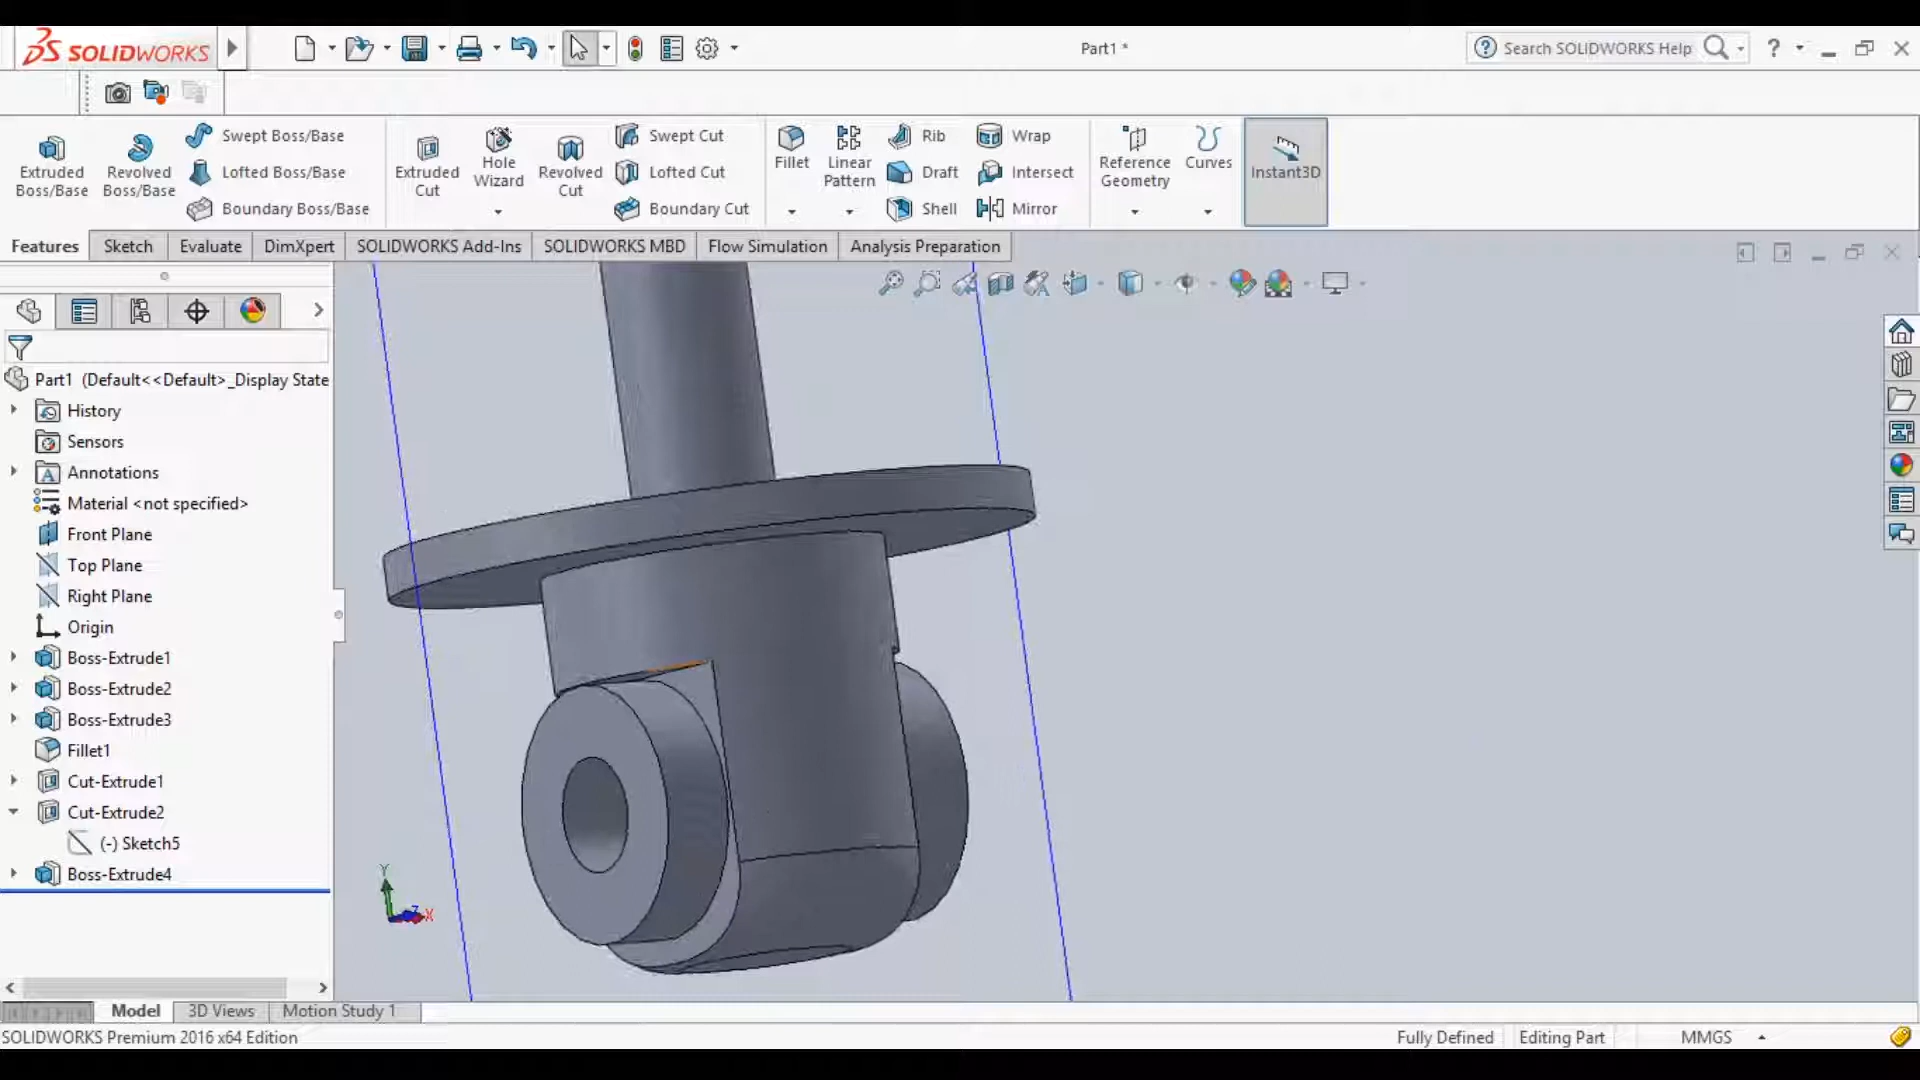 SOLIDWORKS
Part1 *
Search SOLIDWORKS Help
?
Extruded Boss/Base
Revolved Boss/Base
Swept Boss/Base
Lofted Boss/Base
Boundary Boss/Base
Extruded Cut
Hole Wizard
Revolved Cut
Swept Cut
Lofted Cut
Boundary Cut
Fillet
Linear Pattern
Rib
Draft
Shell
Wrap
Intersect
Mirror
Reference Geometry
Curves
Instant3D
Features
Sketch
Evaluate
DimXpert
SOLIDWORKS Add-Ins
SOLIDWORKS MBD
Flow Simulation
Analysis Preparation
Part1 (Default<<Default>_Display State
History
Sensors
Annotations
Material <not specified>
Front Plane
Top Plane
Right Plane
Origin
Boss-Extrude1
Boss-Extrude2
Boss-Extrude3
Fillet1
Cut-Extrude1
Cut-Extrude2
(-) Sketch5
Boss-Extrude4
Y
Z
X
Model
3D Views
Motion Study 1
SOLIDWORKS Premium 2016 x64 Edition
Fully Defined
Editing Part
MMGS